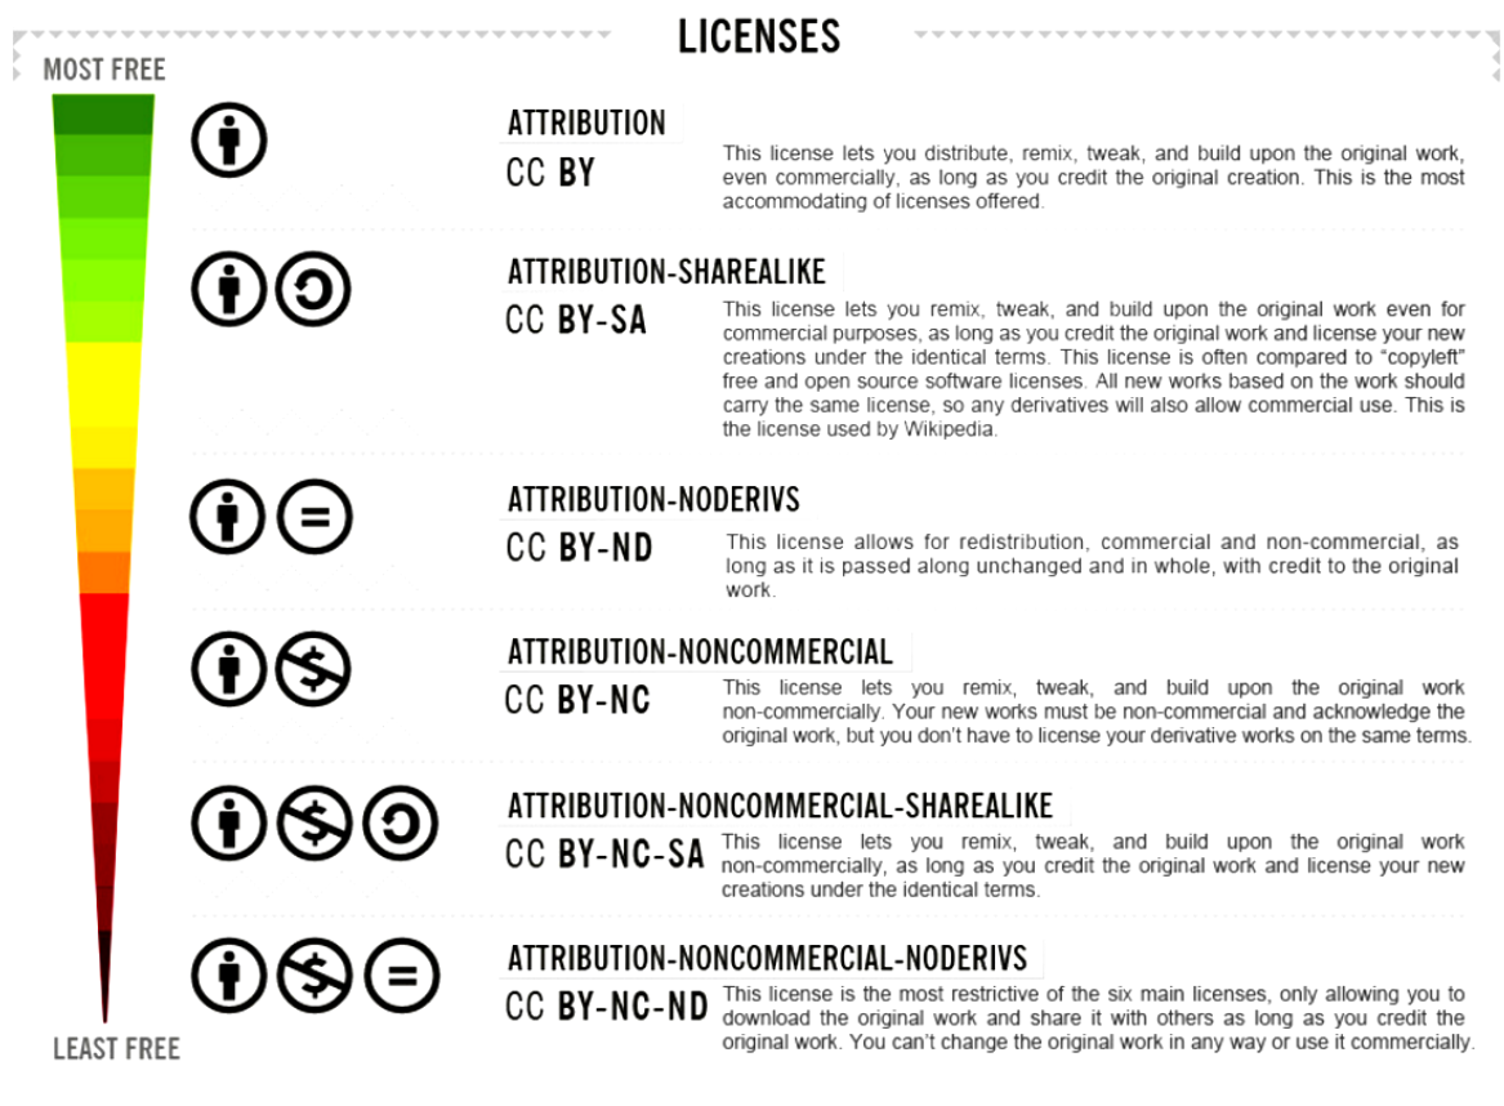 LICENSES
MOST FREE
ATTRIBUTION
CC BY
This license lets you distribute, remix, tweak, and build upon the original work,
even commercially, as long as you credit the original creation. This is the most
accommodating of licenses offered.
ATTRIBUTION-SHAREALIKE
CC BY-SA
This license lets you remix, tweak, and build upon the original work even for
commercial purposes, as long as you credit the original work and license your new
creations under the identical terms. This license is often compared to “copyleft”
free and open source software licenses. All new works based on the work should
carry the same license, so any derivatives will also allow commercial use. This is
the license used by Wikipedia.
ATTRIBUTION-NODERIVS
CC BY-ND
This license allows for redistribution, commercial and non-commercial, as
long as it is passed along unchanged and in whole, with credit to the original
work.
ATTRIBUTION-NONCOMMERCIAL
CC BY-NC
This license lets you remix, tweak, and build upon the original work
non-commercially. Your new works must be non-commercial and acknowledge the
original work, but you don’t have to license your derivative works on the same terms.
ATTRIBUTION-NONCOMMERCIAL-SHAREALIKE
CC BY-NC-SA
This license lets you remix, tweak, and build upon the original work
non-commercially, as long as you credit the original work and license your new
creations under the identical terms.
ATTRIBUTION-NONCOMMERCIAL-NODERIVS
CC BY-NC-ND
This license is the most restrictive of the six main licenses, only allowing you to
download the original work and share it with others as long as you credit the
original work. You can’t change the original work in any way or use it commercially.
LEAST FREE